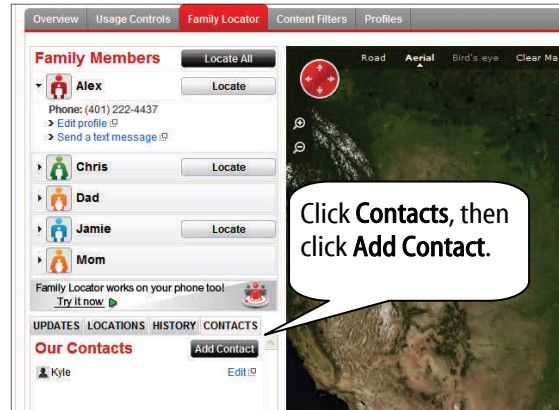 Overview Usage Controls Family Locator Content Filters Profiles
Family Members Locate All
Alex Locate
Phone: (401) 222-4437
Edit profile
Send a text message
Chris Locate
Dad
Jamie Locate
Mom
Family Locator works on your phone too!
Try it now
UPDATES LOCATIONS HISTORY CONTACTS
Our Contacts Add Contact
Kyle Edit
Road Aerial Bird's eye Clear Ma
Click Contacts, then
click Add Contact.